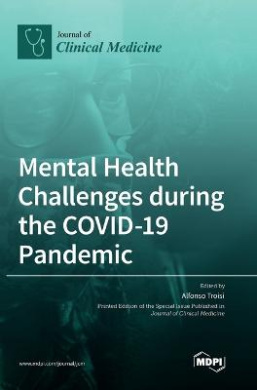 Journal of
Clinical Medicine
Mental Health
Challenges during
the COVID-19
Pandemic
Edited by
Alfonso Troisi
Printed Edition of the Special Issue Published in
Journal of Clinical Medicine
www.mdpi.com/journal/jcm
MDPI